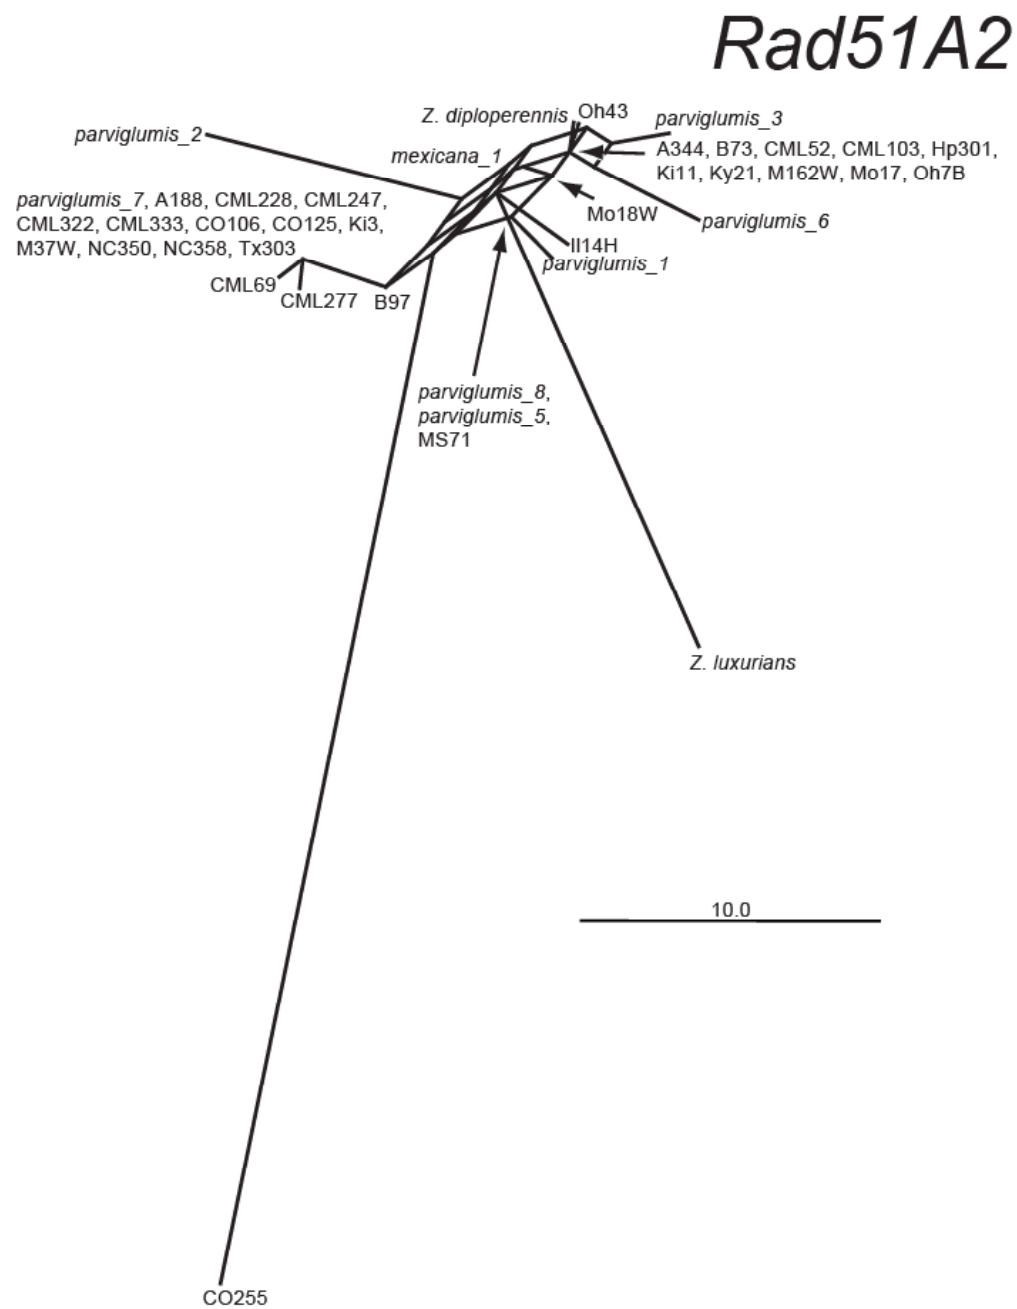 Rad51A2
Z. diploperennis
Oh43
parviglumis_3
parviglumis_2
mexicana_1
A344, B73, CML52, CML103, Hp301,
Ki11, Ky21, M162W, Mo17, Oh7B
parviglumis_7, A188, CML228, CML247,
CML322, CML333, CO106, CO125, Ki3,
M37W, NC350, NC358, Tx303
Mo18W
parviglumis_6
Il14H
parviglumis_1
CML69
CML277
B97
parviglumis_8,
parviglumis_5,
MS71
Z. luxurians
10.0
CO255